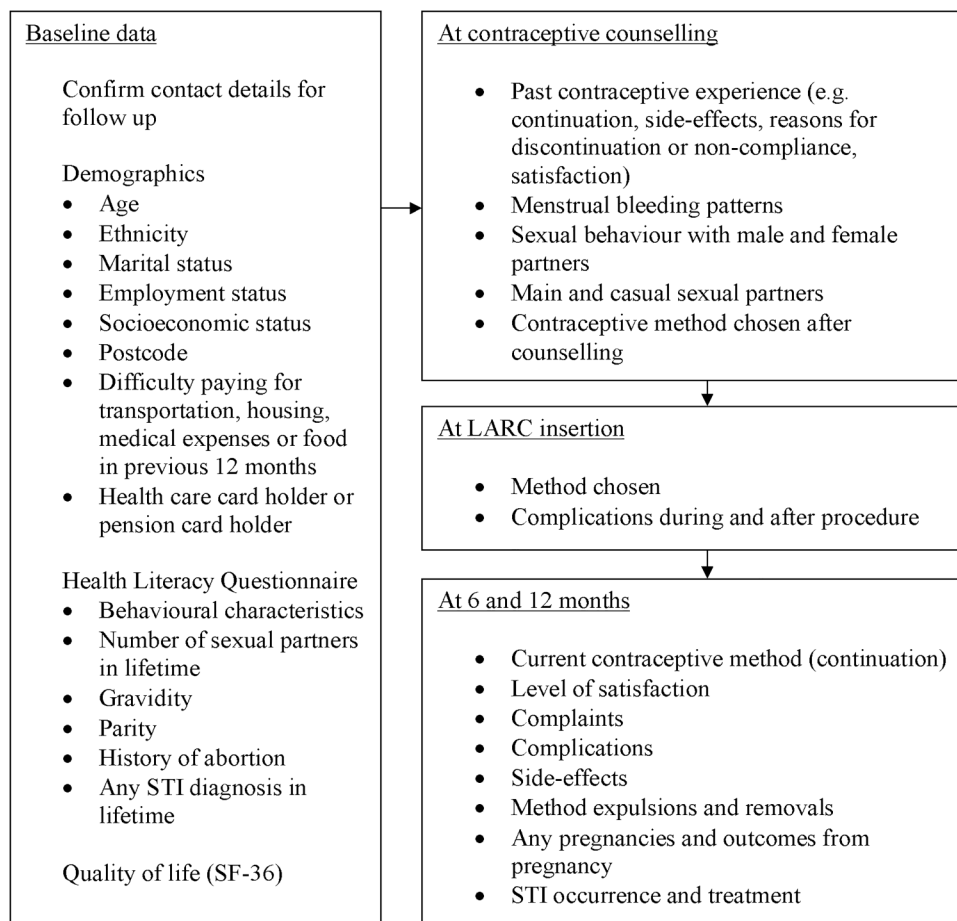 Baseline data
Confirm contact details for
follow up
Demographics
• Age
• Ethnicity
• Marital status
• Employment status
• Socioeconomic status
• Postcode
• Difficulty paying for
transportation, housing,
medical expenses or food
in previous 12 months
• Health care card holder or
pension card holder
Health Literacy Questionnaire
• Behavioural characteristics
• Number of sexual partners
in lifetime
• Gravidity
• Parity
• History of abortion
• Any STI diagnosis in
lifetime
Quality of life (SF-36)
At contraceptive counselling
• Past contraceptive experience (e.g.
continuation, side-effects, reasons for
discontinuation or non-compliance,
satisfaction)
• Menstrual bleeding patterns
• Sexual behaviour with male and female
partners
• Main and casual sexual partners
• Contraceptive method chosen after
counselling
At LARC insertion
• Method chosen
• Complications during and after procedure
At 6 and 12 months
• Current contraceptive method (continuation)
• Level of satisfaction
• Complaints
• Complications
• Side-effects
• Method expulsions and removals
• Any pregnancies and outcomes from
pregnancy
• STI occurrence and treatment